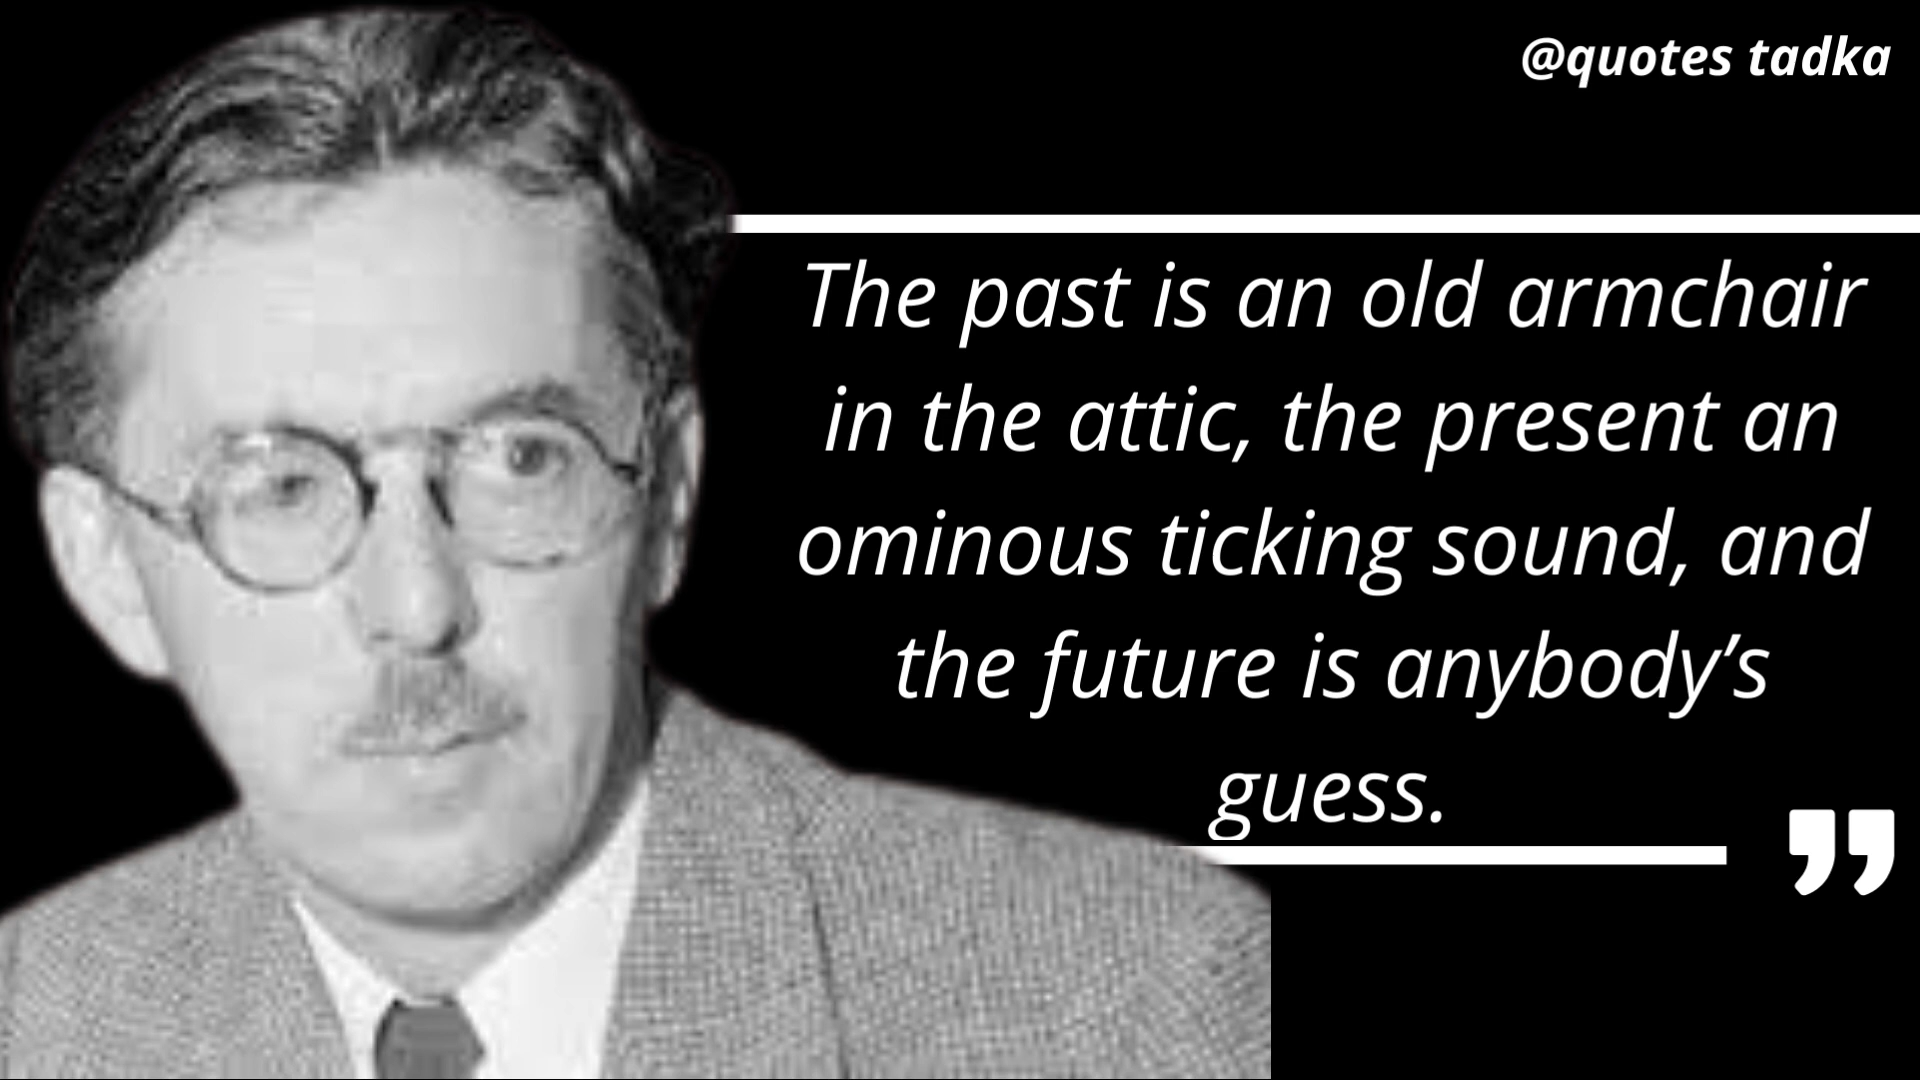 @quotes tadka
The past is an old armchair
in the attic, the present an
ominous ticking sound, and
the future is anybody’s
guess.
”